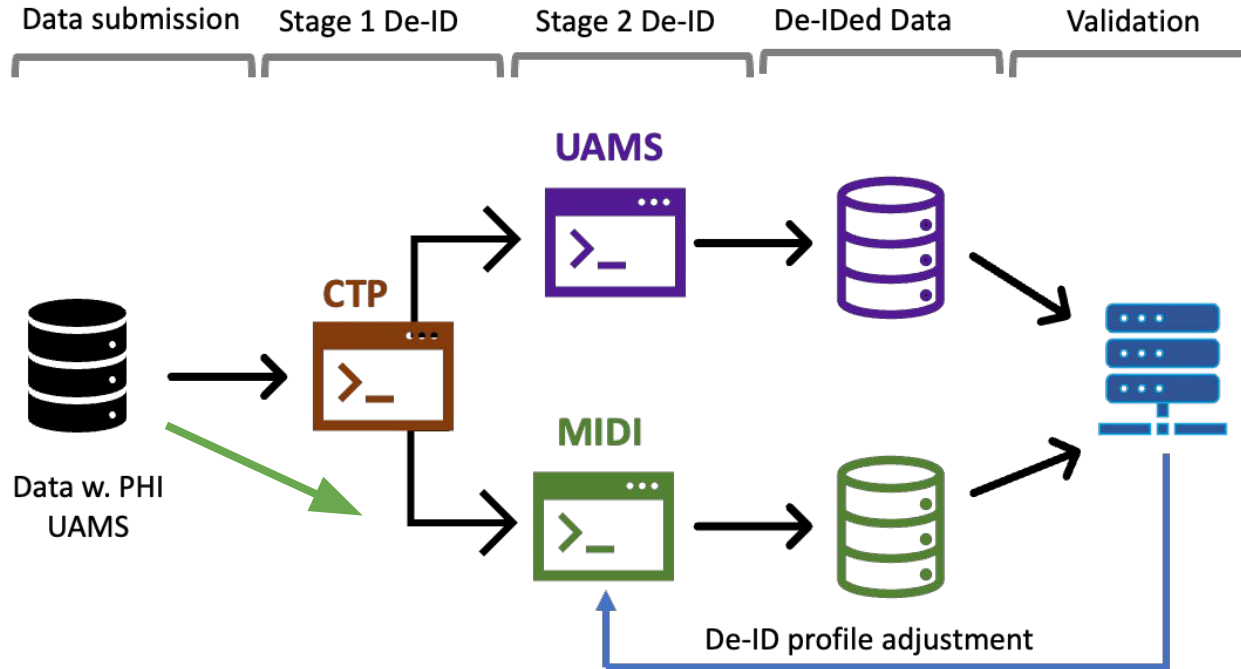 Data submission
Stage 1 De-ID
Stage 2 De-ID
De-IDed Data
Validation
UAMS
CTP
MIDI
Data w. PHI
UAMS
De-ID profile adjustment